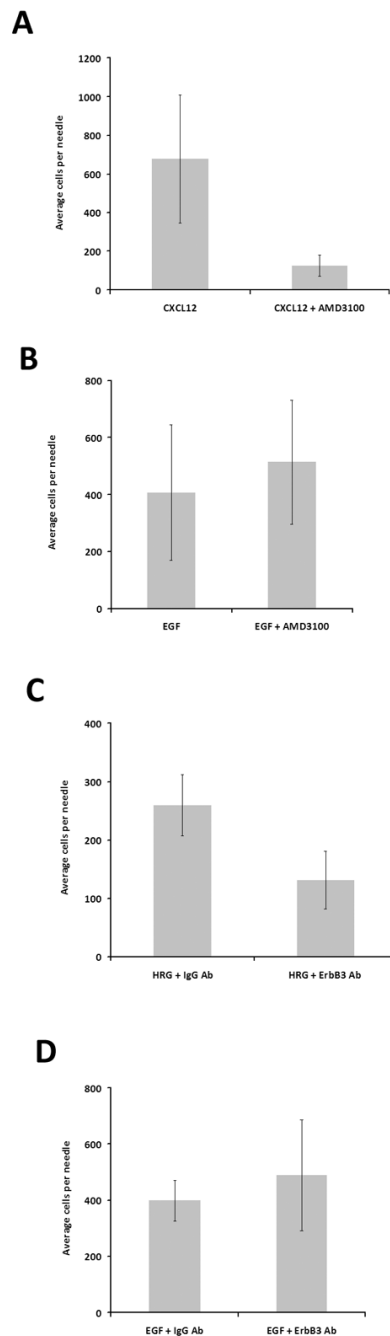 A
Average cells per needle
1200
1000
800
600
400
200
0
CXCL12
CXCL12 + AMD3100
B
Average cells per needle
800
600
400
200
0
EGF
EGF + AMD3100
C
Average cells per needle
400
300
200
100
0
HRG + IgG Ab
HRG + ErbB3 Ab
D
Average cells per needle
800
600
400
200
0
EGF + IgG Ab
EGF + ErbB3 Ab